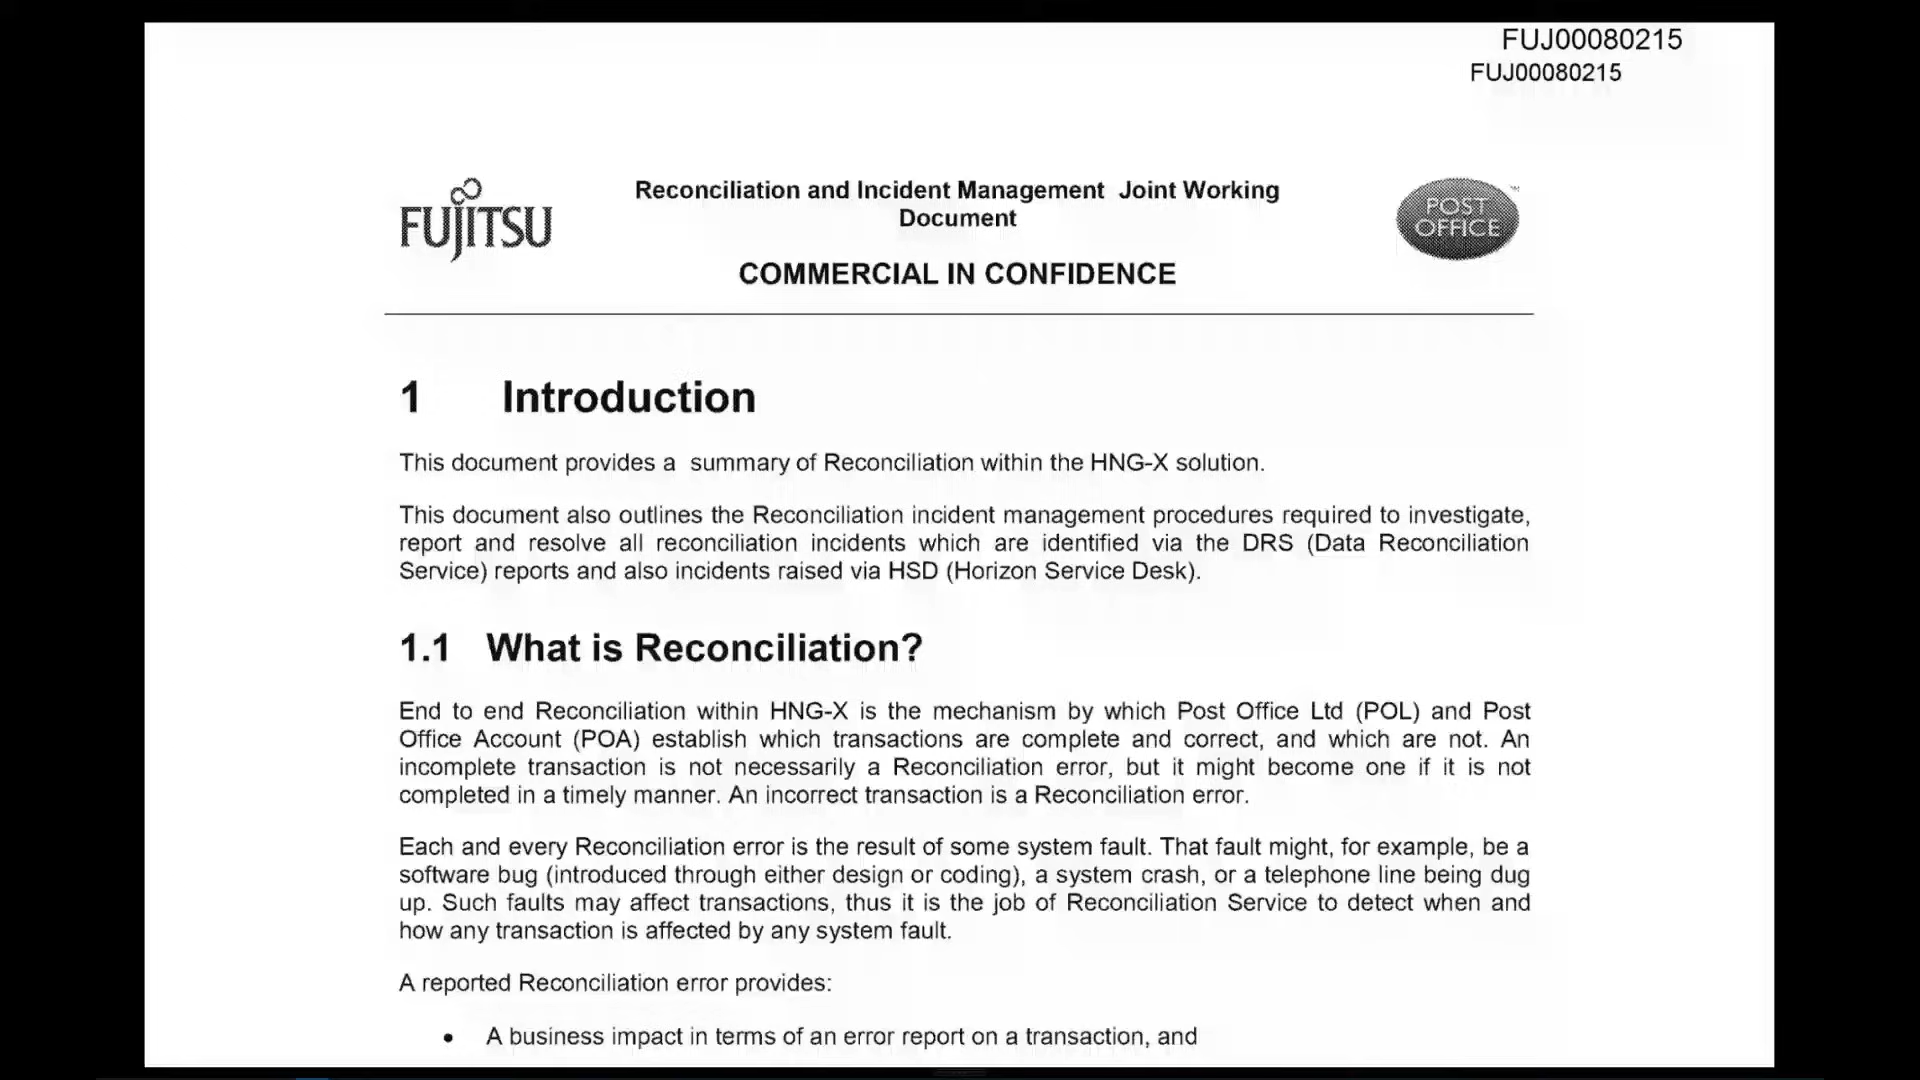 FUJ00080215
FUJ00080215
FUJITSU
Reconciliation and Incident Management  Joint Working
Document
COMMERCIAL IN CONFIDENCE
POST
OFFICE
1 Introduction
This document provides a  summary of Reconciliation within the HNG-X solution.
This document also outlines the Reconciliation incident management procedures required to investigate,
report and resolve all reconciliation incidents which are identified via the DRS (Data Reconciliation
Service) reports and also incidents raised via HSD (Horizon Service Desk).
1.1 What is Reconciliation?
End to end Reconciliation within HNG-X is the mechanism by which Post Office Ltd (POL) and Post
Office Account (POA) establish which transactions are complete and correct, and which are not. An
incomplete transaction is not necessarily a Reconciliation error, but it might become one if it is not
completed in a timely manner. An incorrect transaction is a Reconciliation error.
Each and every Reconciliation error is the result of some system fault. That fault might, for example, be a
software bug (introduced through either design or coding), a system crash, or a telephone line being dug
up. Such faults may affect transactions, thus it is the job of Reconciliation Service to detect when and
how any transaction is affected by any system fault.
A reported Reconciliation error provides:
• A business impact in terms of an error report on a transaction, and